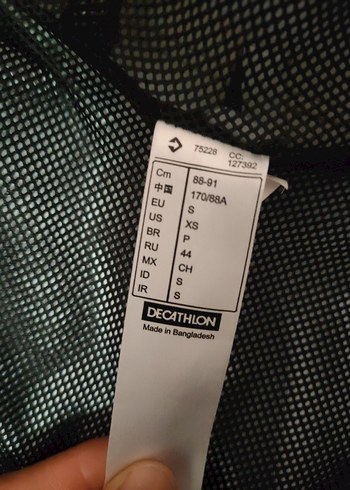 75228 CC:
127392
Cm 88-91
中国 170/88A
EU S
US XS
BR P
RU 44
MX CH
ID S
IR S
DECATHLON
Made in Bangladesh